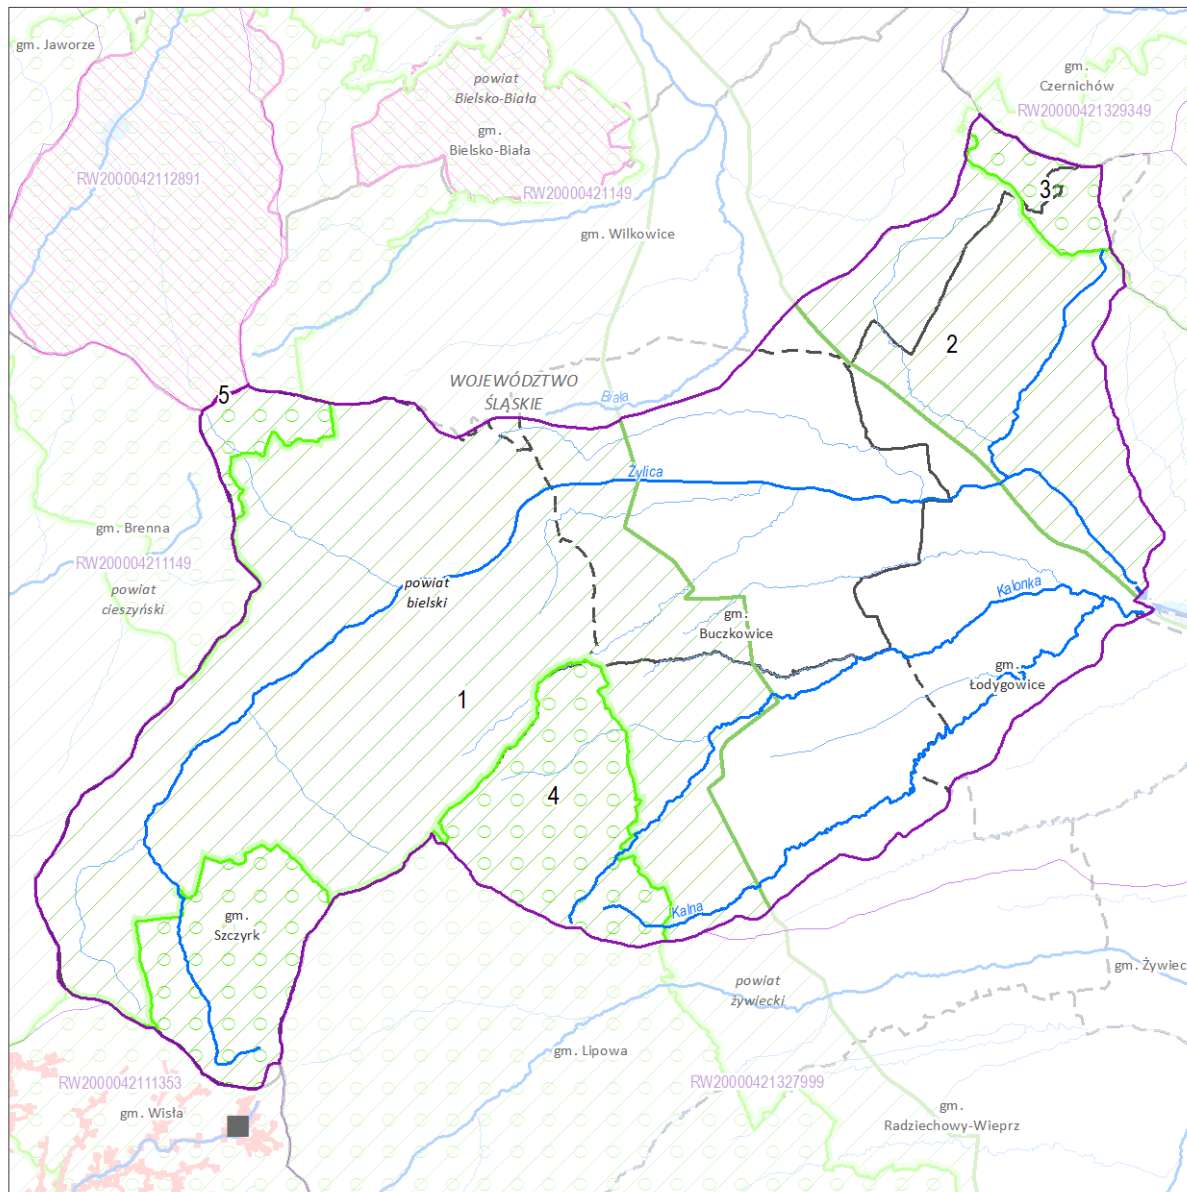 gm. Jaworze
powiat
Bielsko-Biała
gm.
Bielsko-Biała
gm.
Czernichów
RW20000421329349
RW2000042112891
RW20000421149
3
gm. Wilkowice
2
5
WOJEWÓDZTWO
ŚLĄSKIE
Biała
Żylica
gm. Brenna
RW200004211149
powiat
cieszyński
powiat
bielski
Kalonka
gm.
Buczkowice
gm.
Łodygowice
1
4
gm.
Szczyrk
Kalna
gm. Żywiec
powiat
żywiecki
gm. Lipowa
RW2000042111353
RW200004213279999
gm. Wisła
gm.
Radziechowy-Wieprz